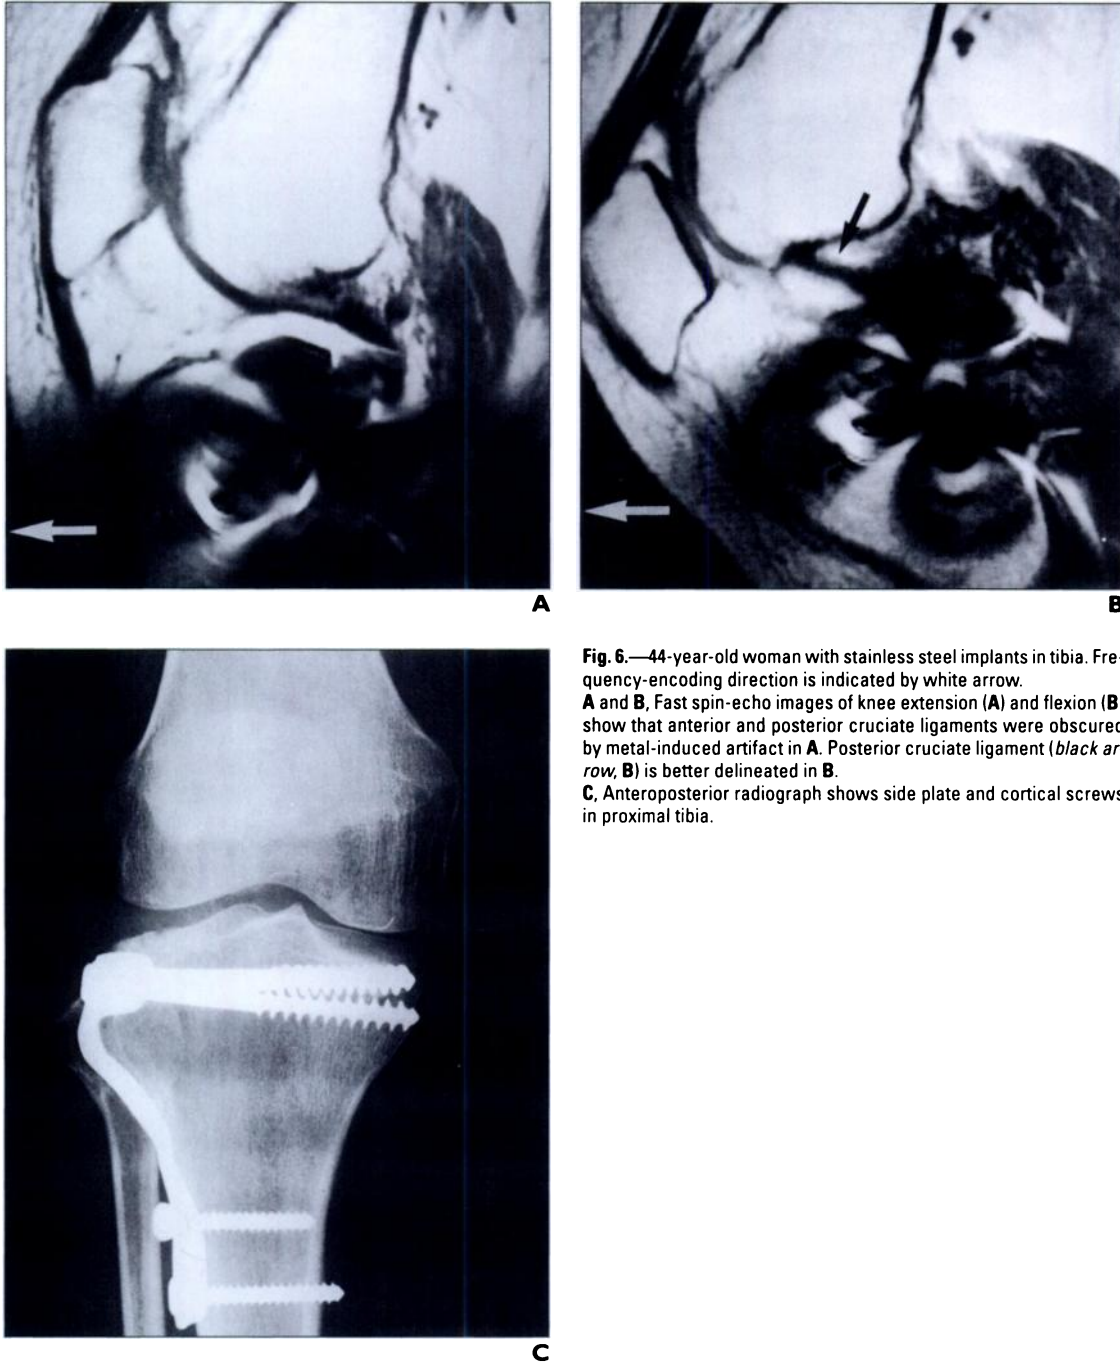 A
B
Fig. 6.—44-year-old woman with stainless steel implants in tibia. Fre-
quency-encoding direction is indicated by white arrow.
A and B, Fast spin-echo images of knee extension (A) and flexion (B
show that anterior and posterior cruciate ligaments were obscured
by metal-induced artifact in A. Posterior cruciate ligament (black ar-
row, B) is better delineated in B.
C, Anteroposterior radiograph shows side plate and cortical screws
in proximal tibia.
C